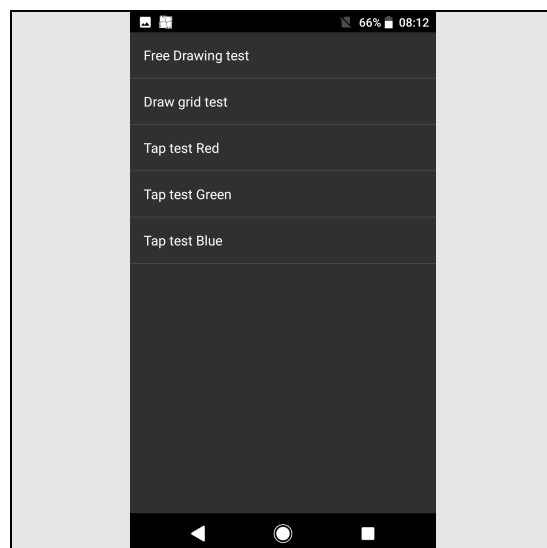 66% 08:12
Free Drawing test
Draw grid test
Tap test Red
Tap test Green
Tap test Blue